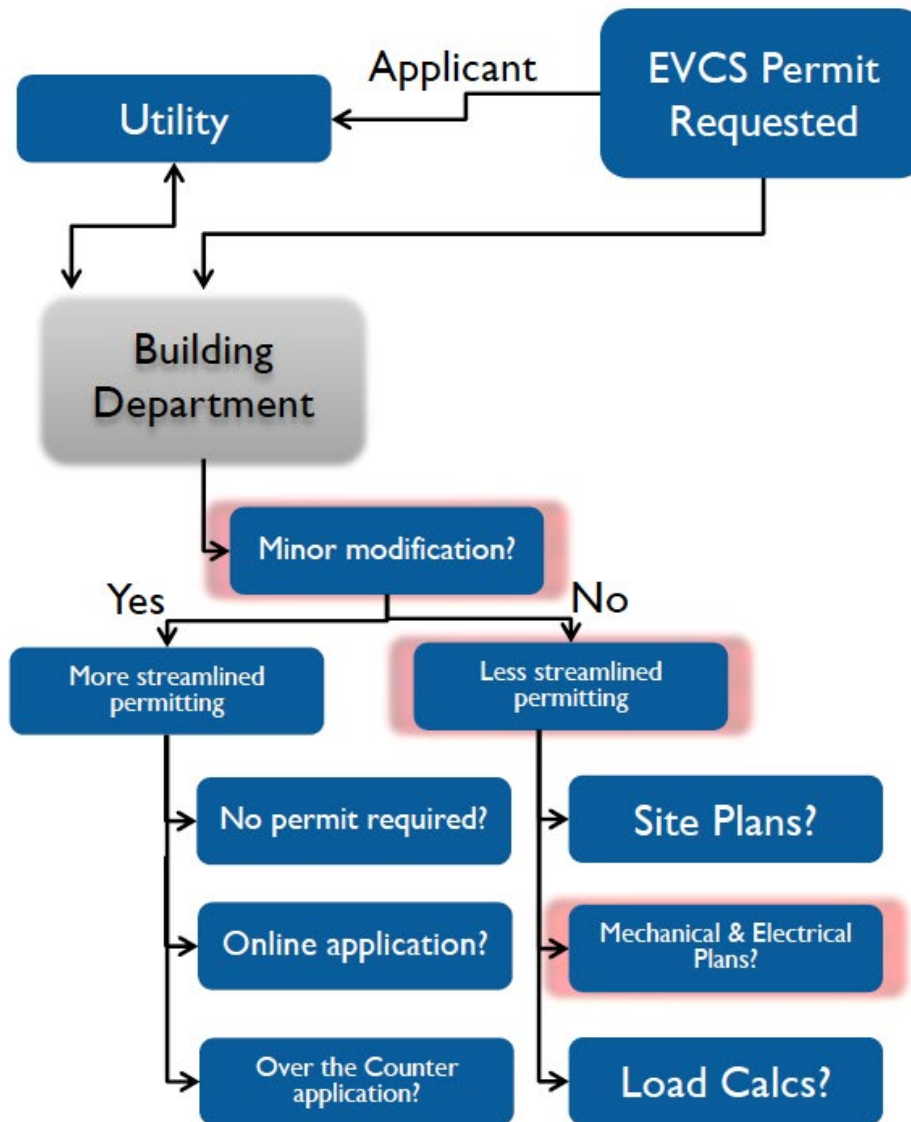 Applicant
EVCS Permit
Requested
Utility
Building
Department
Minor modification?
Yes
No
More streamlined
permitting
Less streamlined
permitting
No permit required?
Site Plans?
Online application?
Mechanical & Electrical
Plans?
Over the Counter
application?
Load Calcs?